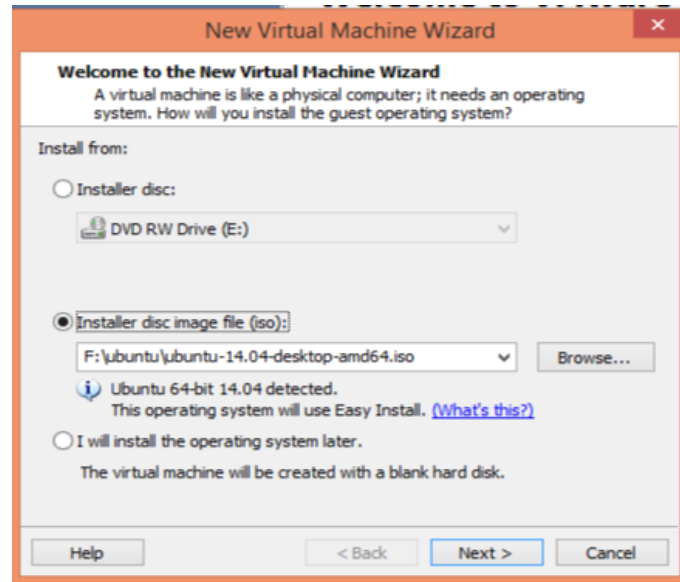 New Virtual Machine Wizard
Welcome to the New Virtual Machine Wizard
A virtual machine is like a physical computer; it needs an operating
system. How will you install the guest operating system?
Install from:
Installer disc:
DVD RW Drive (E:)
Installer disc image file (iso):
F:\ubuntu\ubuntu-14.04-desktop-amd64.iso
Browse...
Ubuntu 64-bit 14.04 detected.
This operating system will use Easy Install. (What's this?)
I will install the operating system later.
The virtual machine will be created with a blank hard disk.
Help
< Back
Next >
Cancel